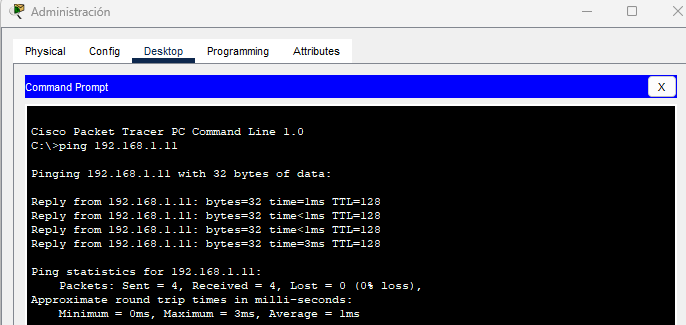 Administración
Physical Config Desktop Programming Attributes
Command Prompt X
Cisco Packet Tracer PC Command Line 1.0
C:\>ping 192.168.1.11
Pinging 192.168.1.11 with 32 bytes of data:
Reply from 192.168.1.11: bytes=32 time=1ms TTL=128
Reply from 192.168.1.11: bytes=32 time<1ms TTL=128
Reply from 192.168.1.11: bytes=32 time<1ms TTL=128
Reply from 192.168.1.11: bytes=32 time=3ms TTL=128
Ping statistics for 192.168.1.11:
Packets: Sent = 4, Received = 4, Lost = 0 (0% loss),
Approximate round trip times in milli-seconds:
Minimum = 0ms, Maximum = 3ms, Average = 1ms